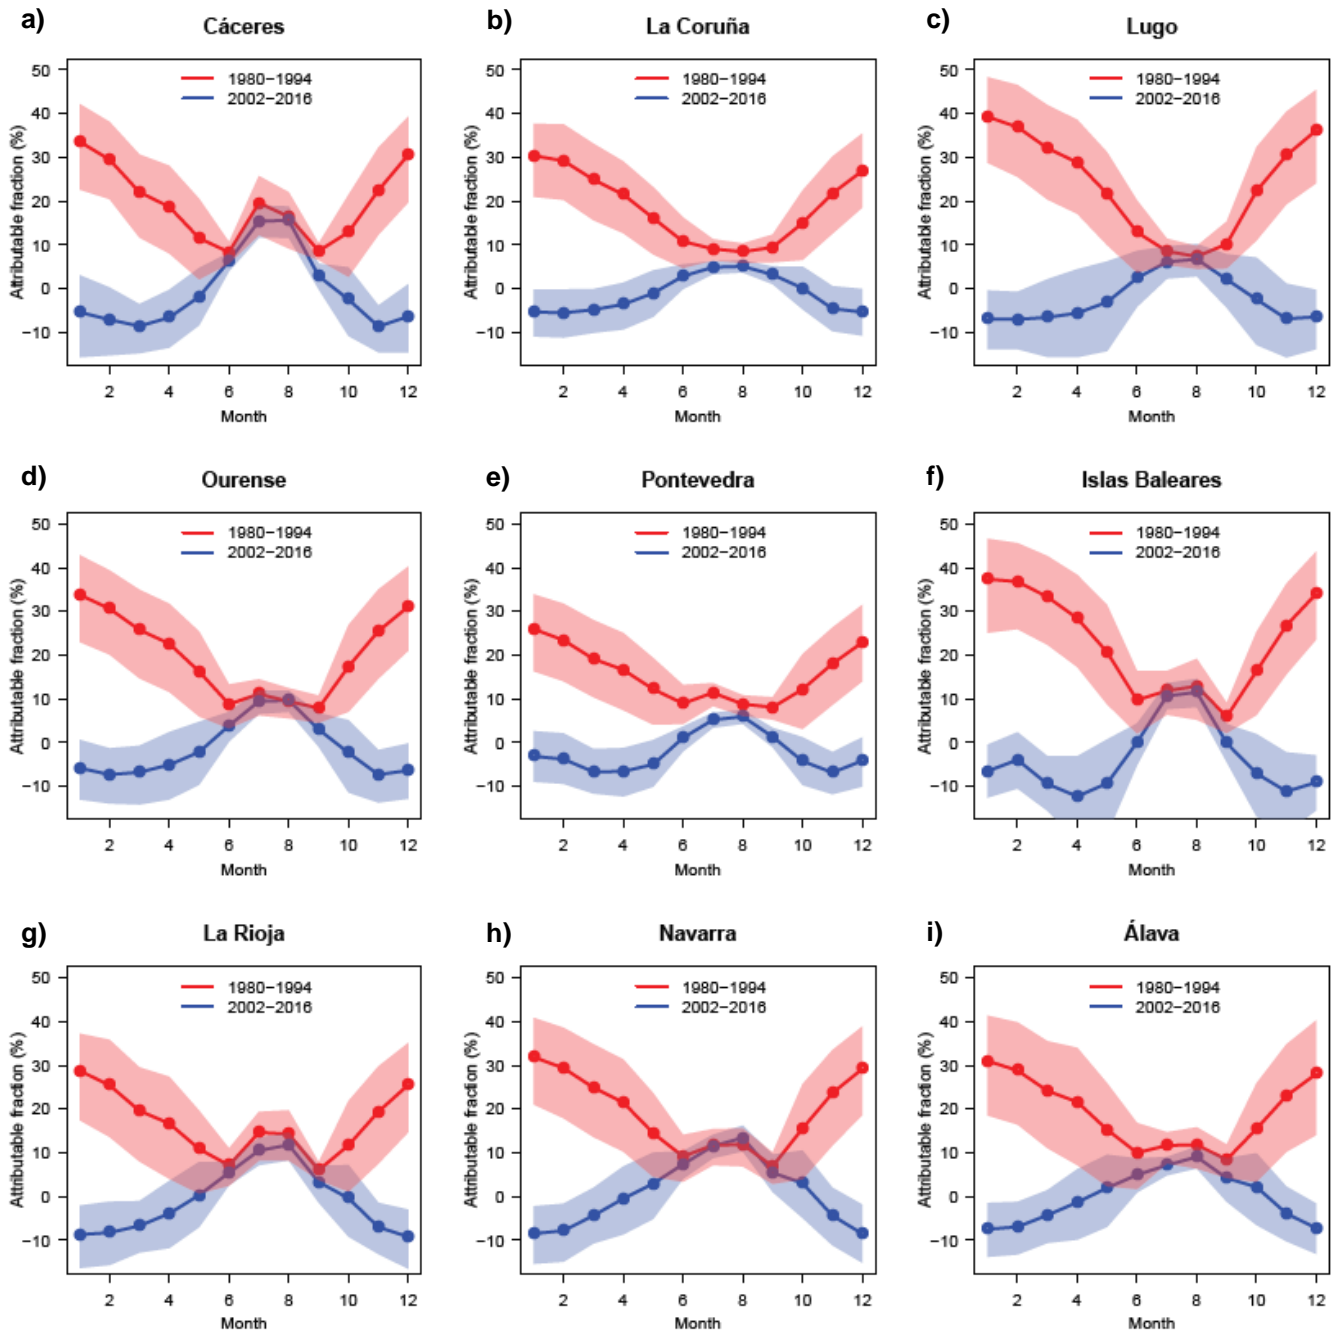 a) Cáceres
50
40
30
20
10
0
−10
Attributable fraction (%)
1980−1994
2002−2016
2 4 6 8 10 12
Month
b) La Coruña
50
40
30
20
10
0
−10
Attributable fraction (%)
1980−1994
2002−2016
2 4 6 8 10 12
Month
c) Lugo
50
40
30
20
10
0
−10
Attributable fraction (%)
1980−1994
2002−2016
2 4 6 8 10 12
Month
d) Ourense
50
40
30
20
10
0
−10
Attributable fraction (%)
1980−1994
2002−2016
2 4 6 8 10 12
Month
e) Pontevedra
50
40
30
20
10
0
−10
Attributable fraction (%)
1980−1994
2002−2016
2 4 6 8 10 12
Month
f) Islas Baleares
50
40
30
20
10
0
−10
Attributable fraction (%)
1980−1994
2002−2016
2 4 6 8 10 12
Month
g) La Rioja
50
40
30
20
10
0
−10
Attributable fraction (%)
1980−1994
2002−2016
2 4 6 8 10 12
Month
h) Navarra
50
40
30
20
10
0
−10
Attributable fraction (%)
1980−1994
2002−2016
2 4 6 8 10 12
Month
i) Álava
50
40
30
20
10
0
−10
Attributable fraction (%)
1980−1994
2002−2016
2 4 6 8 10 12
Month